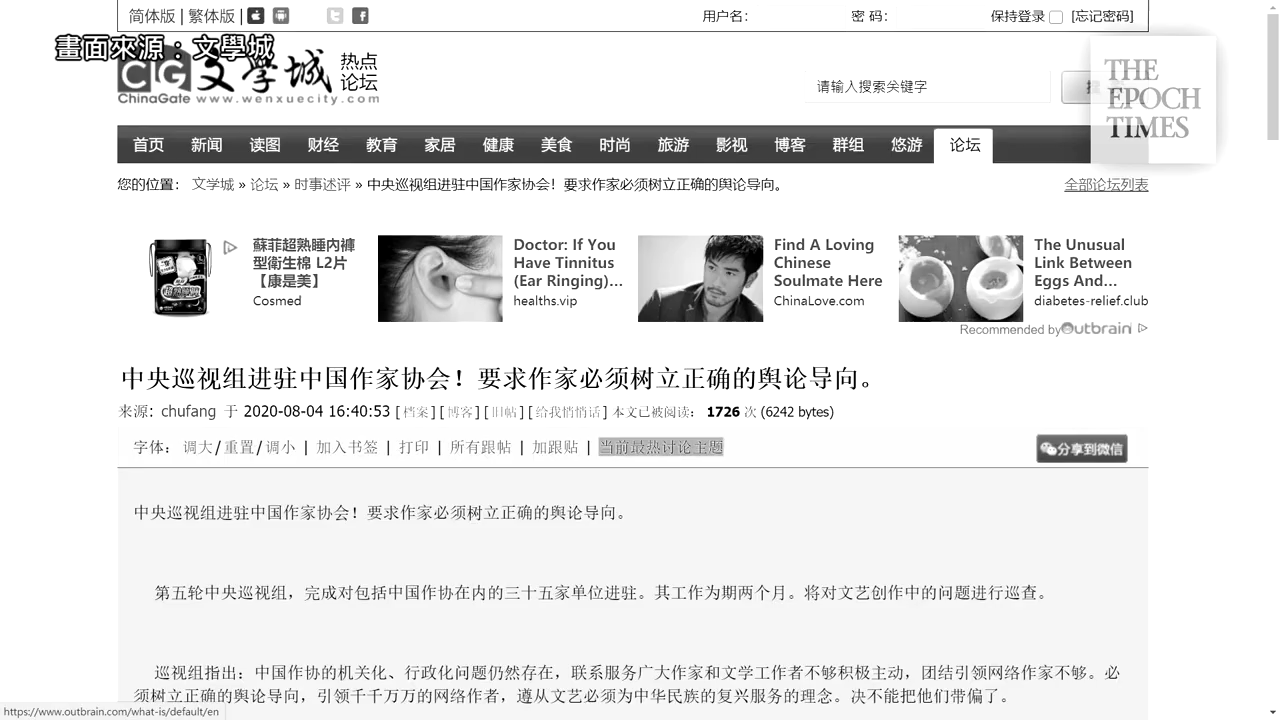 简体版 | 繁体版 |
用户名：
密 码：
保持登录
[忘记密码]
畫面來源：文學城
CG 文學城
热点
论坛
ChinaGate www.wenxuecity.com
请输入搜索关键字
THE
EPOCH
TIMES
首页 新闻 读图 财经 教育 家居 健康 美食 时尚 旅游 影视 博客 群组 悠游 论坛
您的位置： 文学城 » 论坛 » 时事述评 » 中央巡视组进驻中国作家协会！要求作家必须树立正确的舆论导向。
全部论坛列表
蘇菲超熟睡内褲
型衛生棉 L2片
【康是美】
Cosmed
Doctor: If You
Have Tinnitus
(Ear Ringing)...
healths.vip
Find A Loving
Chinese
Soulmate Here
ChinaLove.com
The Unusual
Link Between
Eggs And...
diabetes-relief.club
Recommended by Outbrain
中央巡视组进驻中国作家协会！要求作家必须树立正确的舆论导向。
来源： chufang 于 2020-08-04 16:40:53 [档案] [博客] [旧帖] [给我悄悄话] 本文已被阅读： 1726 次 (6242 bytes)
字体： 调大/重置/调小 | 加入书签 | 打印 | 所有跟帖 | 加跟贴 | 当前最热讨论主题
分享到微信
中央巡视组进驻中国作家协会！要求作家必须树立正确的舆论导向。
第五轮中央巡视组，完成对包括中国作协在内的三十五家单位进驻。其工作为期两个月。将对文艺创作中的问题进行巡查。
巡视组指出：中国作协的机关化、行政化问题仍然存在，联系服务广大作家和文学工作者不够积极主动，团结引领网络作家不够。必
须树立正确的舆论导向，引领千千万万的网络作者，遵从文艺必须为中华民族的复兴服务的理念。决不能把他们带偏了。
https://www.outbrain.com/what-is/default/en